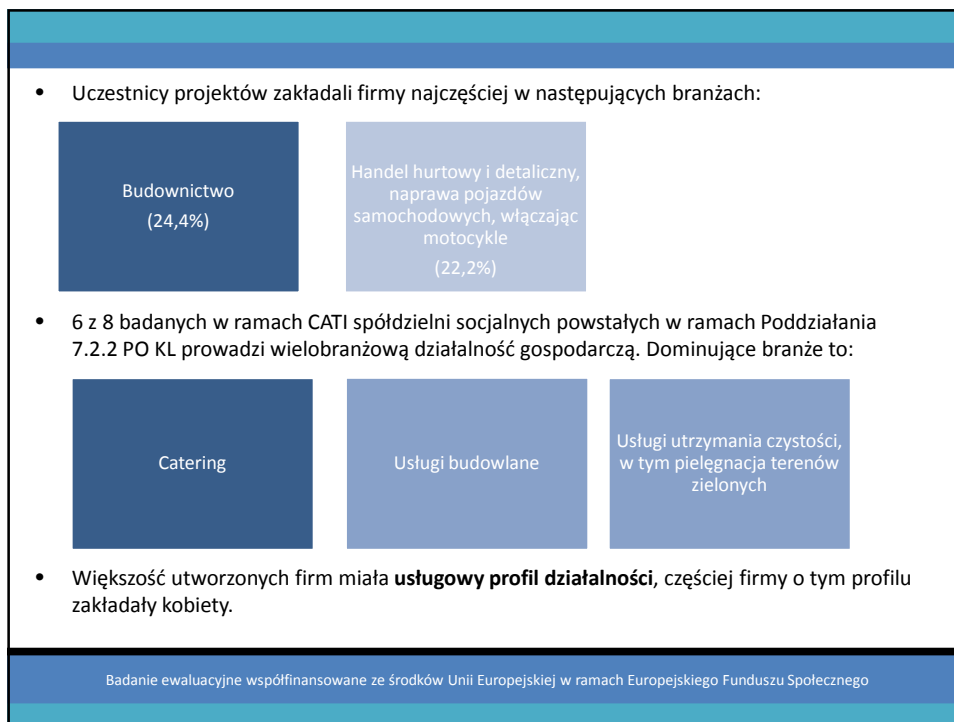 • Uczestnicy projektów zakładali firmy najczęściej w następujących branżach:
Budownictwo
(24,4%)
Handel hurtowy i detaliczny,
naprawa pojazdów
samochodowych, włączając
motocykle
(22,2%)
• 6 z 8 badanych w ramach CATI spółdzielni socjalnych powstałych w ramach Poddziałania
7.2.2 PO KL prowadzi wielobranżową działalność gospodarczą. Dominujące branże to:
Catering
Usługi budowlane
Usługi utrzymania czystości,
w tym pielęgnacja terenów
zielonych
• Większość utworzonych firm miała usługowy profil działalności, częściej firmy o tym profilu
zakładały kobiety.
Badanie ewaluacyjne współfinansowane ze środków Unii Europejskiej w ramach Europejskiego Funduszu Społecznego